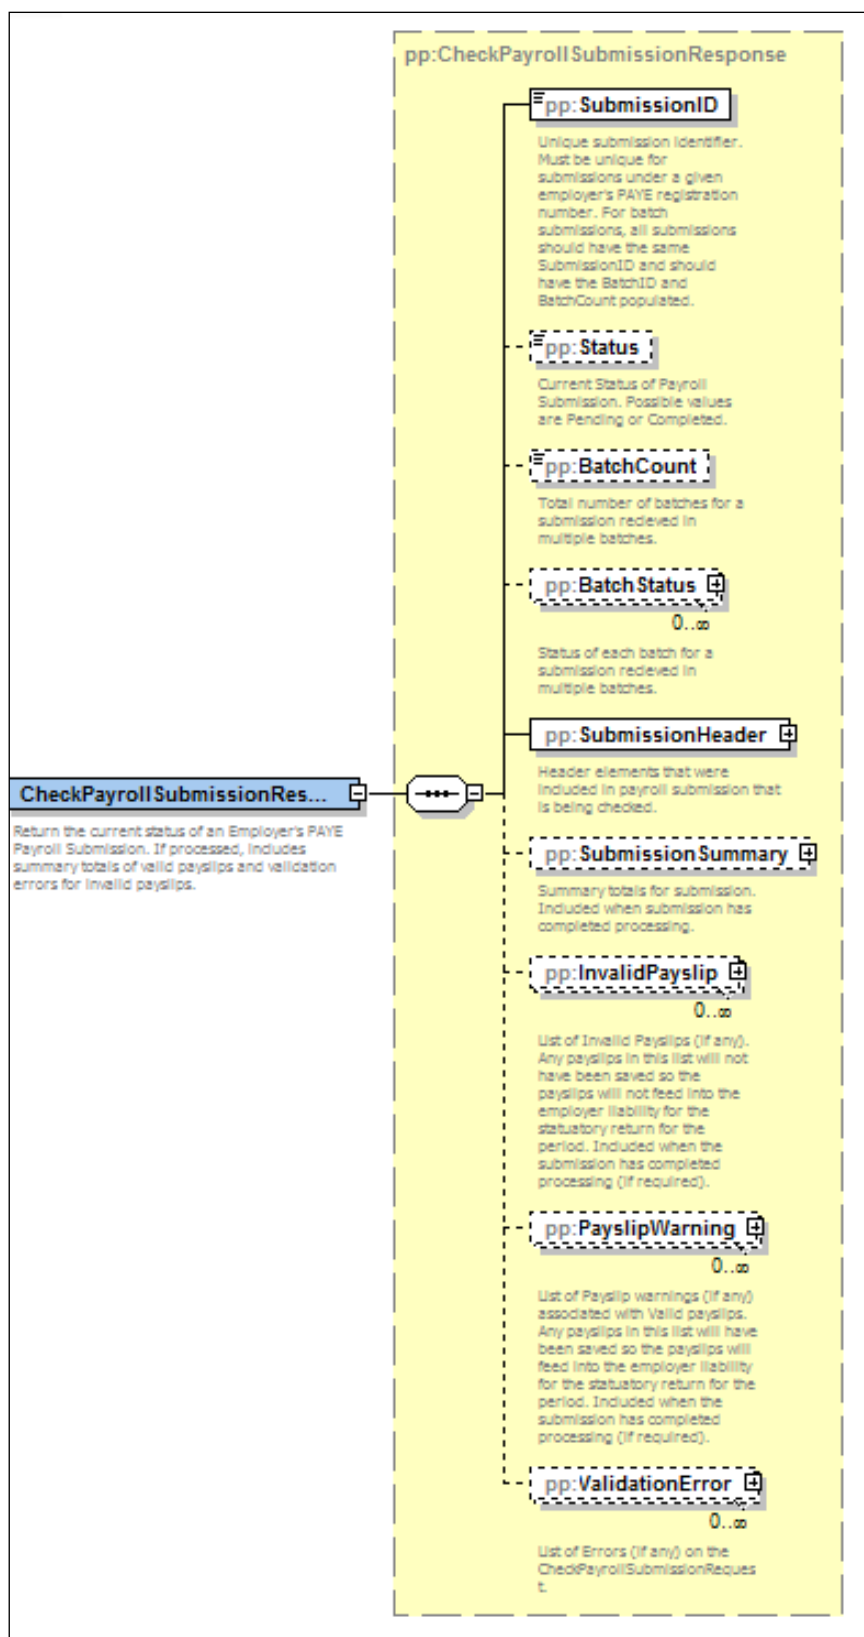 pp:CheckPayrollSubmissionResponse
pp:SubmissionID
Unique submission identifier.
Must be unique for
submissions under a given
employer's PAYE registration
number. For batch
submissions, all submissions
should have the same
SubmissionID and should
have the BatchID and
BatchCount populated.
pp:Status
Current Status of Payroll
Submission. Possible values
are Pending or Completed.
pp:BatchCount
Total number of batches for a
submission recieved in
multiple batches.
pp:BatchStatus
0..∞
Status of each batch for a
submission recieved in
multiple batches.
pp:SubmissionHeader
Header elements that were
included in payroll submission that
is being checked.
CheckPayrollSubmissionRes...
Return the current status of an Employer's PAYE
Payroll Submission. If processed, includes
summary totals of valid payslips and validation
errors for invalid payslips.
pp:SubmissionSummary
Summary totals for submission.
Included when submission has
completed processing.
pp:InvalidPayslip
0..∞
List of Invalid Payslips (if any).
Any payslips in this list will not
have been saved so the
payslips will not feed into the
employer liability for the
statuatory return for the
period. Included when the
submission has completed
processing (if required).
pp:PayslipWarning
0..∞
List of Payslip warnings (if any)
associated with Valid payslips.
Any payslips in this list will have
been saved so the payslips will
feed into the employer liability
for the statuatory return for the
period. Included when the
submission has completed
processing (if required).
pp:ValidationError
0..∞
List of Errors (if any) on the
CheckPayrollSubmissionReques
t.